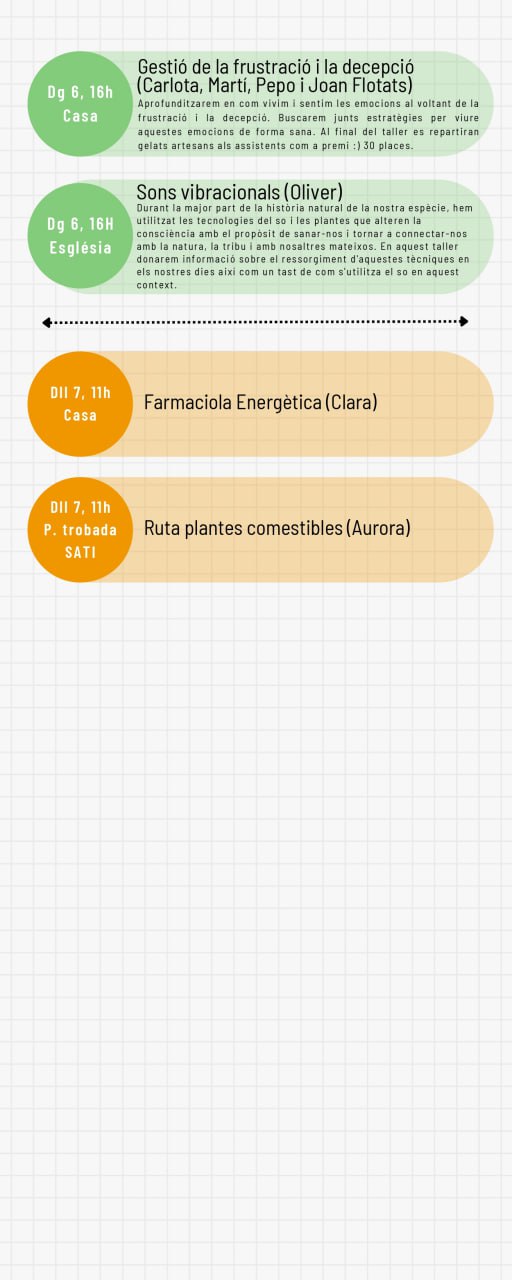 Dg 6, 16h
Casa
Gestió de la frustració i la decepció
(Carlota, Martí, Pepo i Joan Flotats)
Aprofunditzarem en com vivim i sentim les emocions al voltant de la
frustració i la decepció. Buscarem junts estratègies per viure
aquestes emocions de forma sana. Al final del taller es repartiran
gelats artesans als assistents com a premi :) 30 places.
Dg 6, 16H
Església
Sons vibracionals (Oliver)
Durant la major part de la història natural de la nostra espècie, hem
utilitzat les tecnologies del so i les plantes que alteren la
consciència amb el propòsit de sanar-nos i tornar a connectar-nos
amb la natura, la tribu i amb nosaltres mateixos. En aquest taller
donarem informació sobre el ressorgiment d'aquestes tècniques en
els nostres dies així com un tast de com s'utilitza el so en aquest
context.
Dll 7, 11h
Casa
Farmaciola Energètica (Clara)
Dll 7, 11h
P. trobada
SATI
Ruta plantes comestibles (Aurora)